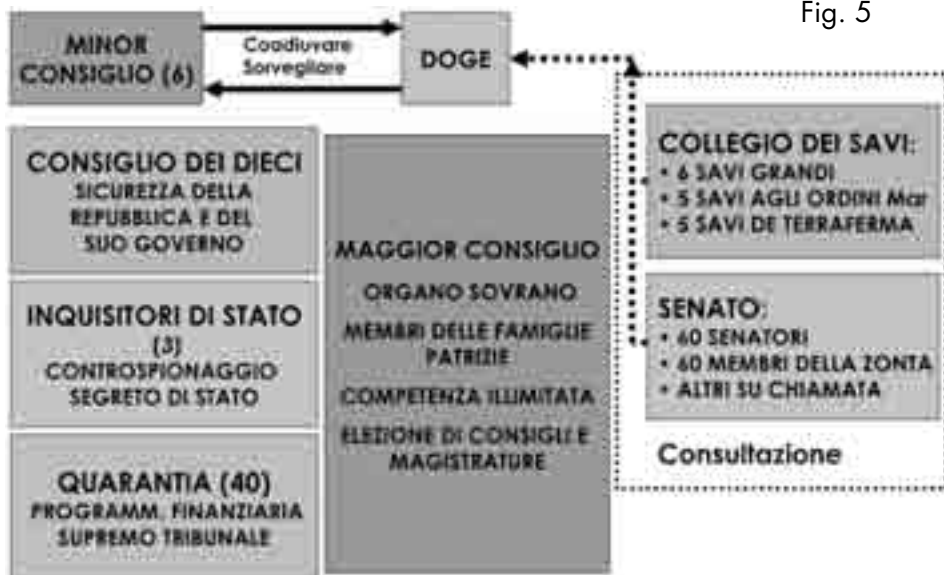 Fig. 5
MINOR
CONSIGLIO (6)
Coadiuvare
Sorvegliare
DOGE
CONSIGLIO DEI DIECI
SICUREZZA DELLA
REPUBBLICA E DEL
SUO GOVERNO
INQUISITORI DI STATO
(3)
CONTROSPIONAGGIO
SEGRETO DI STATO
QUARANTIA (40)
PROGRAMM. FINANZIARIA
SUPREMO TRIBUNALE
MAGGIOR CONSIGLIO
ORGANO SOVRANO
MEMBRI DELLE FAMIGLIE
PATRIZIE
COMPETENZA ILLIMITATA
ELEZIONE DI CONSIGLI E
MAGISTRATURE
COLLEGIO DEI SAVI:
• 6 SAVI GRANDI
• 5 SAVI AGLI ORDINI Mar
• 5 SAVI DE TERRAFERMA
SENATO:
• 60 SENATORI
• 60 MEMBRI DELLA ZONTA
• ALTRI SU CHIAMATA
Consultazione